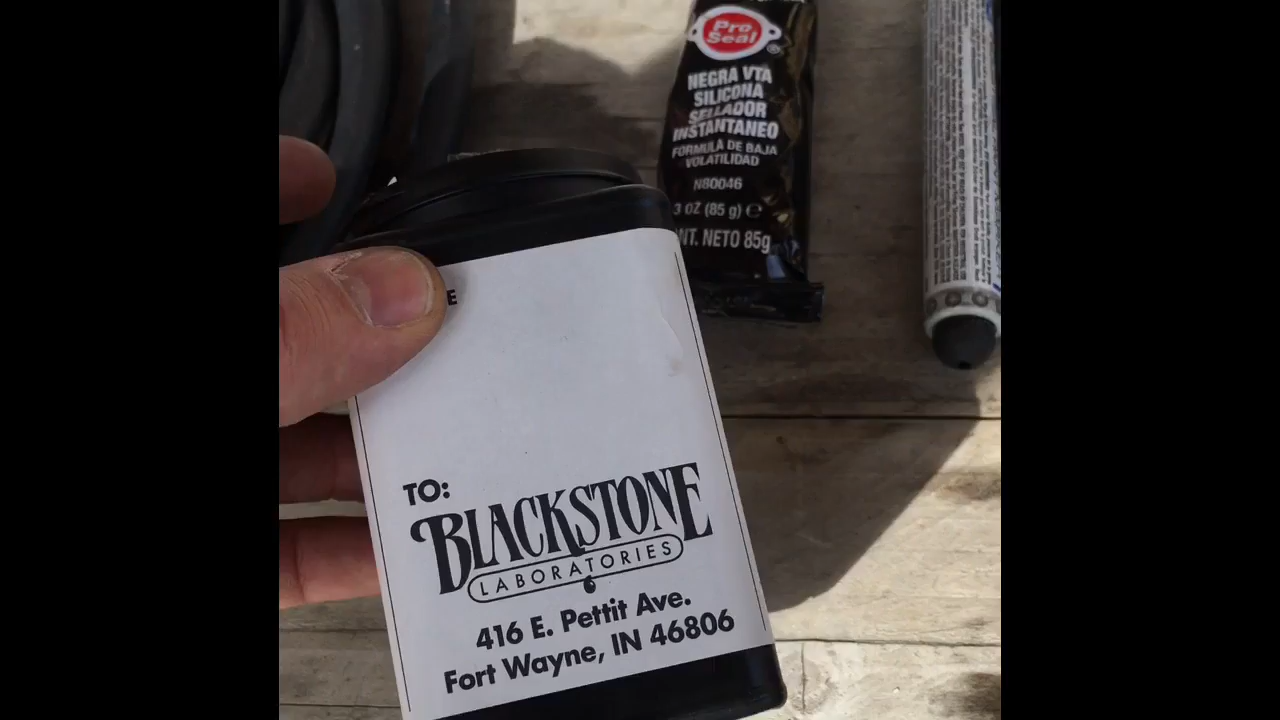 Pro
Seal
®
NEGRA VTA
SILICONA
SELLADOR
INSTANTANEO
FORMULA DE BAJA
VOLATILIDAD
N80046
3 OZ (85 g) e
NT. NETO 85g
E
TO:
BLACKSTONE
LABORATORIES
416 E. Pettit Ave.
Fort Wayne, IN 46806